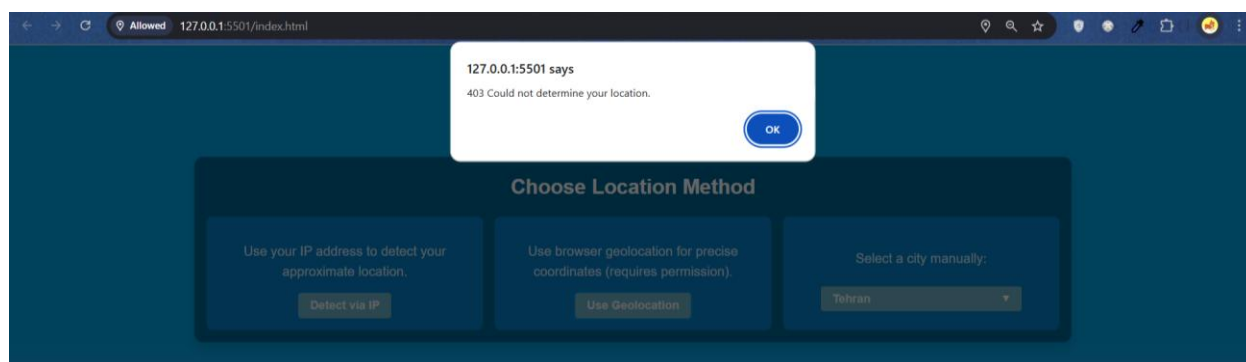 Allowed 127.0.0.1:5501/index.html
127.0.0.1:5501 says
403 Could not determine your location.
OK
Choose Location Method
Use your IP address to detect your
approximate location.
Detect via IP
Use browser geolocation for precise
coordinates (requires permission).
Use Geolocation
Select a city manually:
Tehran